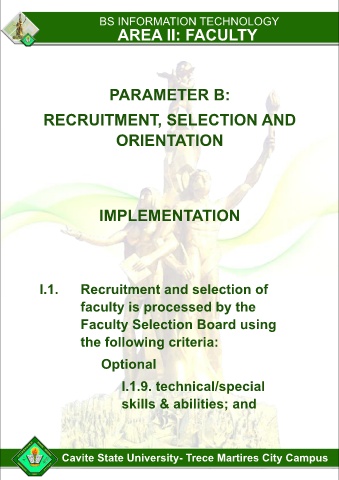 BS INFORMATION TECHNOLOGY
AREA II: FACULTY
PARAMETER B:
RECRUITMENT, SELECTION AND
ORIENTATION
IMPLEMENTATION
I.1. Recruitment and selection of
faculty is processed by the
Faculty Selection Board using
the following criteria:
Optional
I.1.9. technical/special
skills & abilities; and
Cavite State University- Trece Martires City Campus